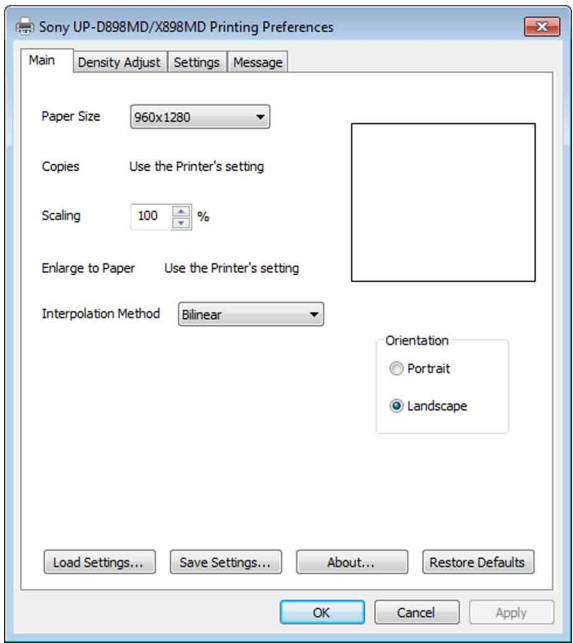 Sony UP-D898MD/X898MD Printing Preferences
Main Density Adjust Settings Message
Paper Size 960x1280
Copies Use the Printer's setting
Scaling 100 %
Enlarge to Paper Use the Printer's setting
Interpolation Method Bilinear
Orientation
Portrait
Landscape
Load Settings... Save Settings... About... Restore Defaults
OK Cancel Apply